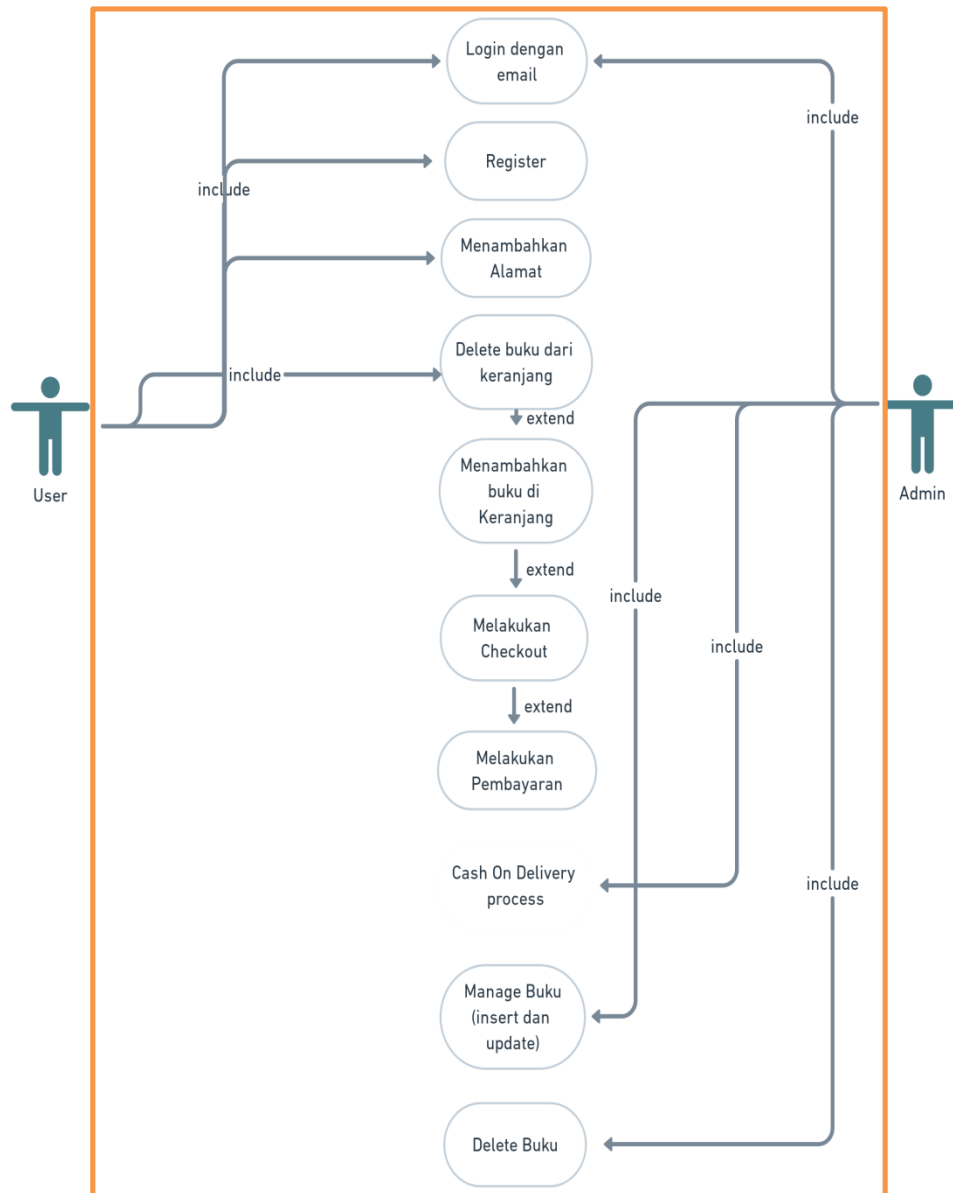 Login dengan
email
include
Register
include
Menambahkan
Alamat
Delete buku dari
keranjang
include
extend
User
Admin
Menambahkan
buku di
Keranjang
extend
include
Melakukan
Checkout
include
extend
Melakukan
Pembayaran
Cash On Delivery
process
include
Manage Buku
(insert dan
update)
Delete Buku